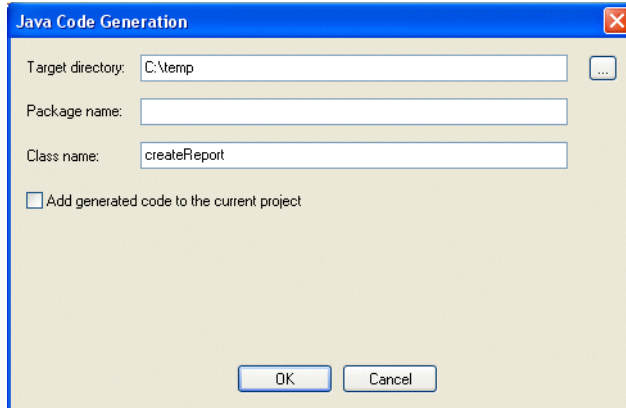 Java Code Generation
Target directory: C:\temp ...
Package name:
Class name: createReport
Add generated code to the current project
OK Cancel